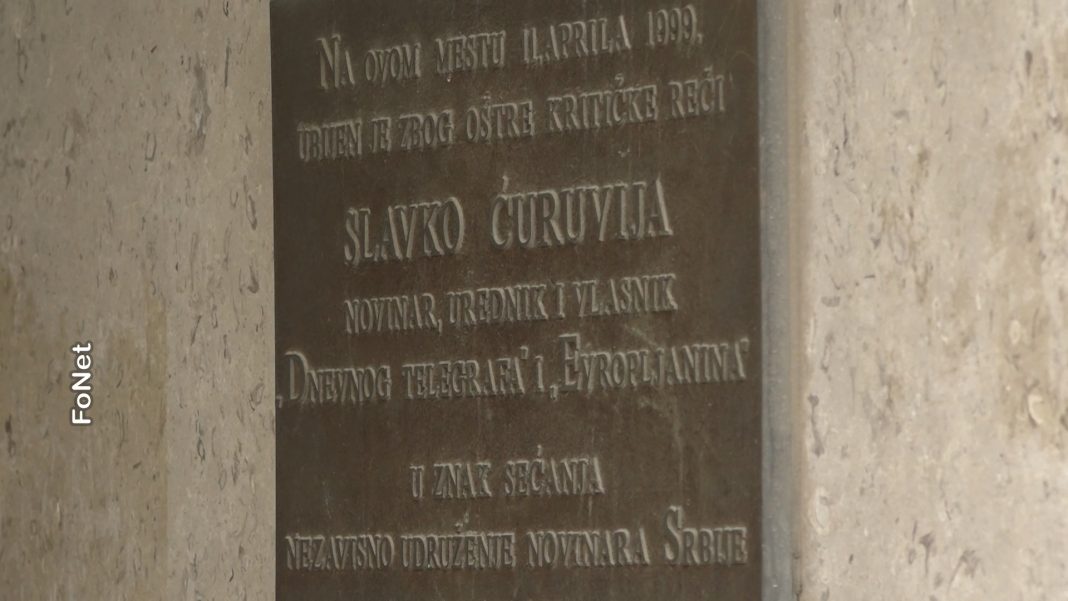 NA OVOM MESTU 11.APRILA 1999.
UBIJEN JE ZBOG OŠTRE KRITIČKE REČI
SLAVKO ĆURUVIJA
NOVINAR, UREDNIK I VLASNIK
„DNEVNOG TELEGRAFA" I „EVROPLJANINA"
U ZNAK SEĆANJA
NEZAVISNO UDRUŽENJE NOVINARA SRBIJE
FoNet